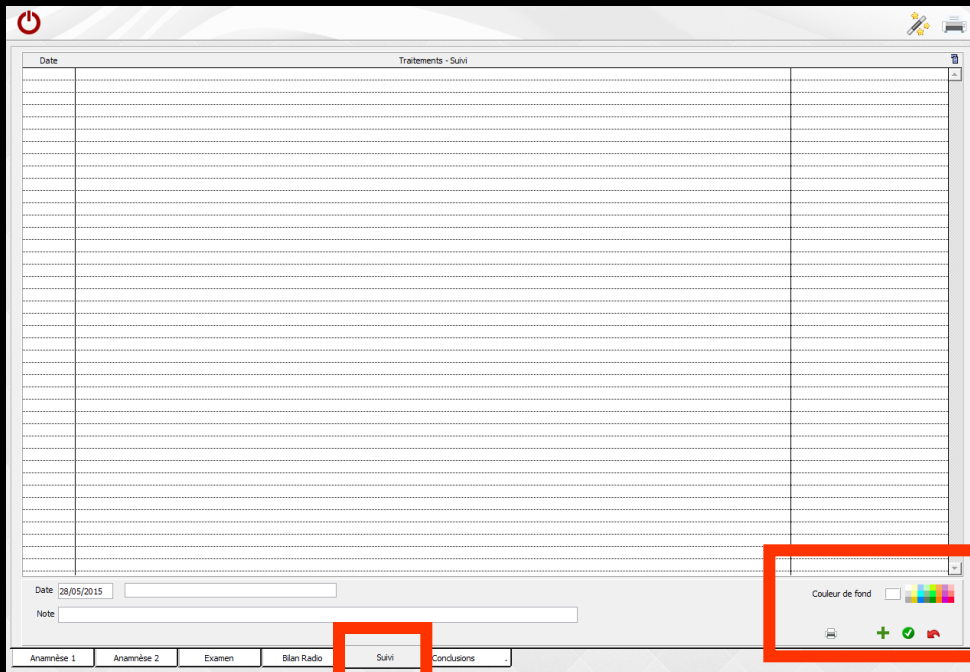 Date Traitements - Suivi
Couleur de fond
Date 28/05/2015
Note
Anamnèse 1 Anamnèse 2 Examen Bilan Radio Suivi Conclusions .